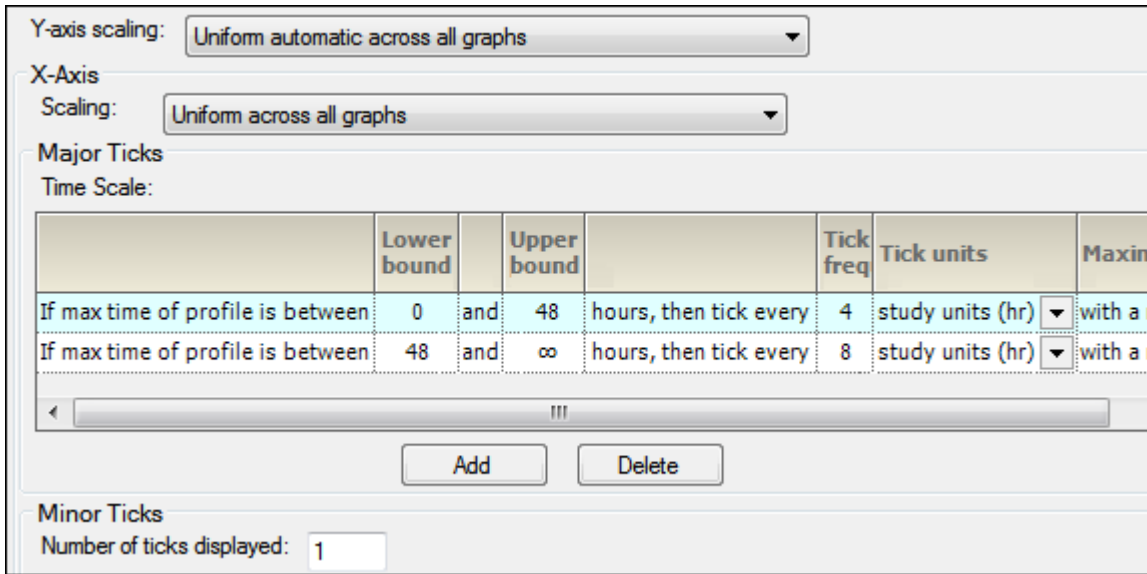 Y-axis scaling: Uniform automatic across all graphs
X-Axis
Scaling: Uniform across all graphs
Major Ticks
Time Scale:
Lower bound Upper bound Tick freq Tick units Maxin
If max time of profile is between 0 and 48 hours, then tick every 4 study units (hr) with a
If max time of profile is between 48 and ∞ hours, then tick every 8 study units (hr) with a
Add Delete
Minor Ticks
Number of ticks displayed: 1